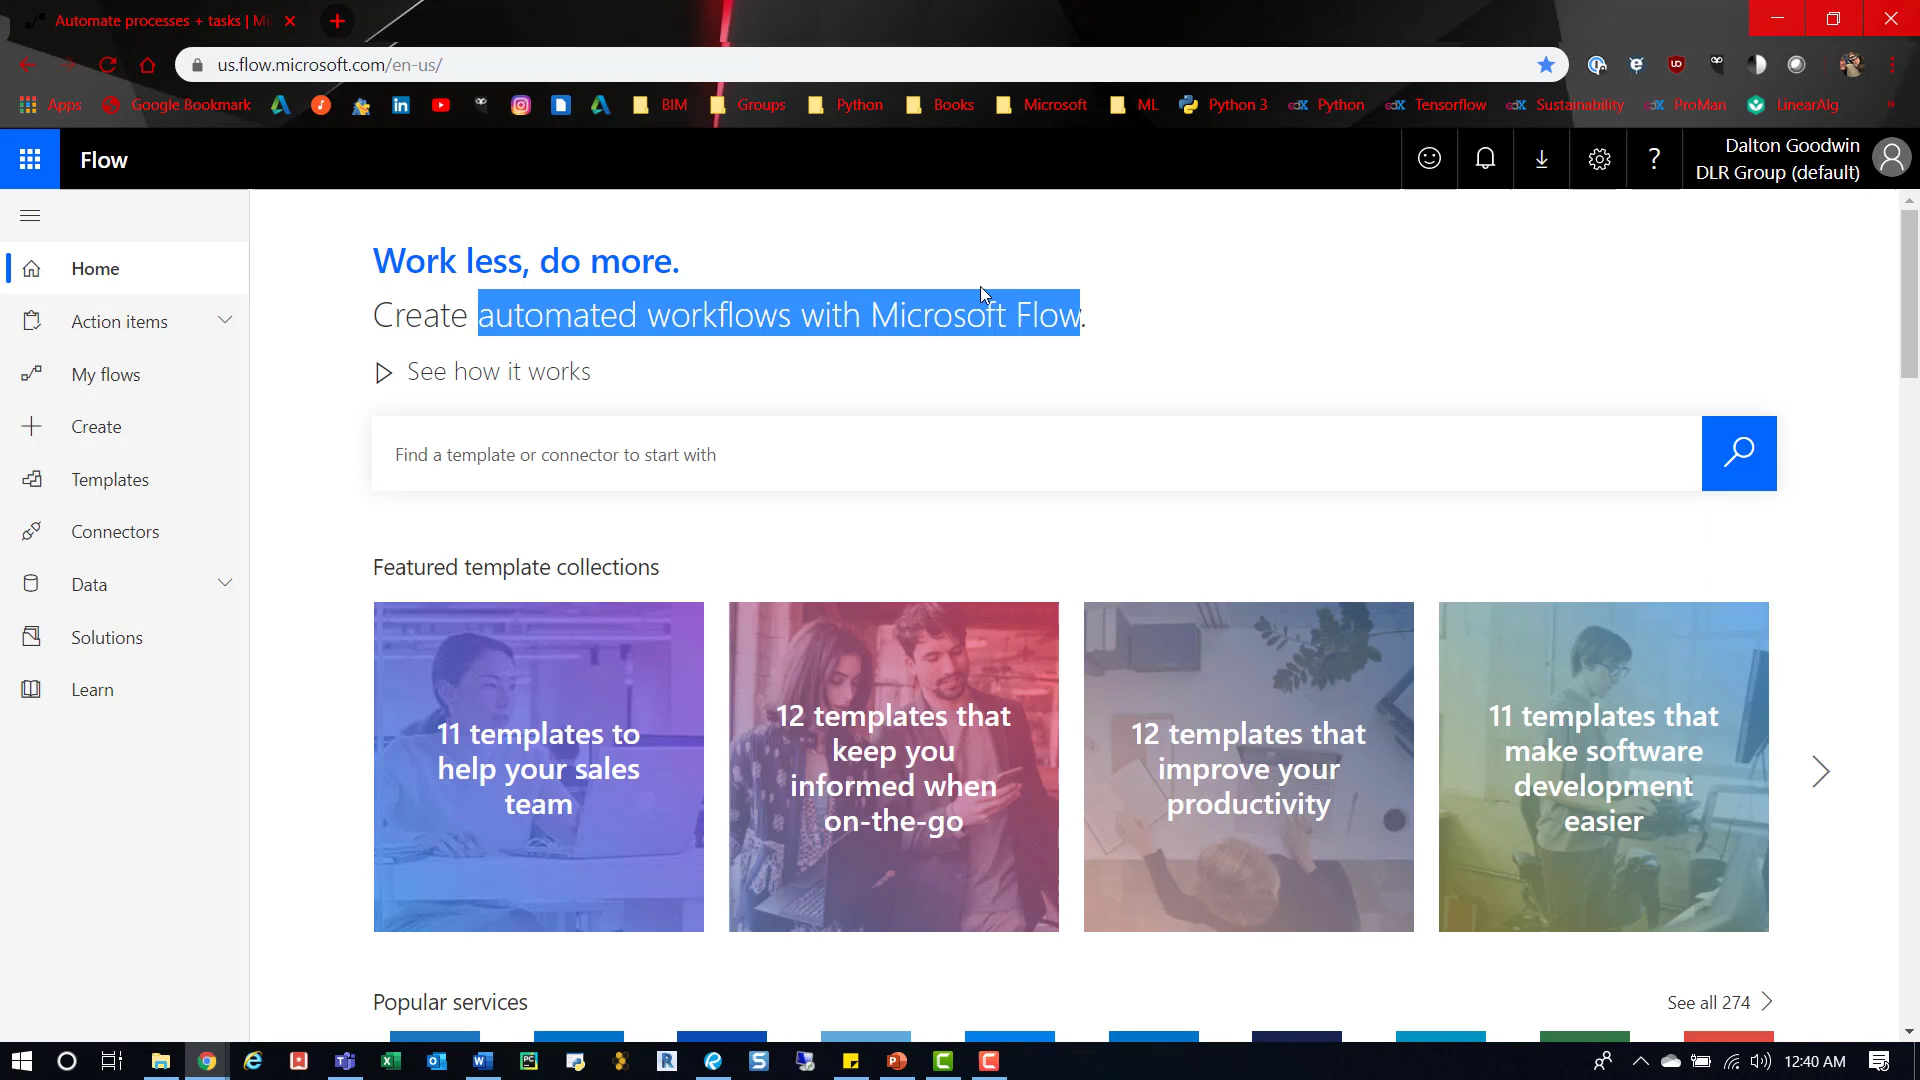 Automate processes + tasks | Mi
us.flow.microsoft.com/en-us/
Apps
Google Bookmark
BIM
Groups
Python
Books
Microsoft
ML
Python 3
edX Python
edX Tensorflow
edX Sustainability
edX ProMan
LinearAlg
»
Flow
?
Dalton Goodwin
DLR Group (default)
Home
Action items
My flows
Create
Templates
Connectors
Data
Solutions
Learn
Work less, do more.
Create automated workflows with Microsoft Flow.
See how it works
Find a template or connector to start with
Featured template collections
11 templates to
help your sales
team
12 templates that
keep you
informed when
on-the-go
12 templates that
improve your
productivity
11 templates that
make software
development
easier
Popular services
See all 274
12:40 AM